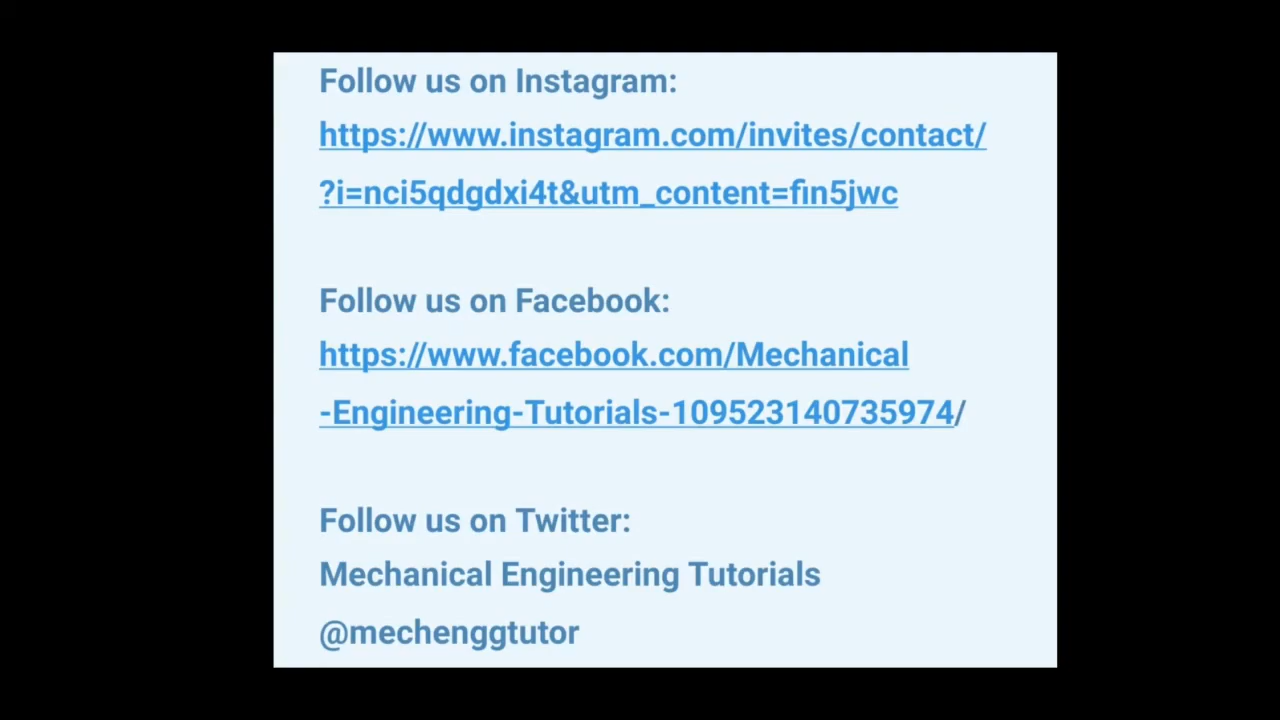 Follow us on Instagram:
https://www.instagram.com/invites/contact/
?i=nci5qdgdxi4t&utm_content=fin5jwc
Follow us on Facebook:
https://www.facebook.com/Mechanical
-Engineering-Tutorials-109523140735974/
Follow us on Twitter:
Mechanical Engineering Tutorials
@mechenggtutor